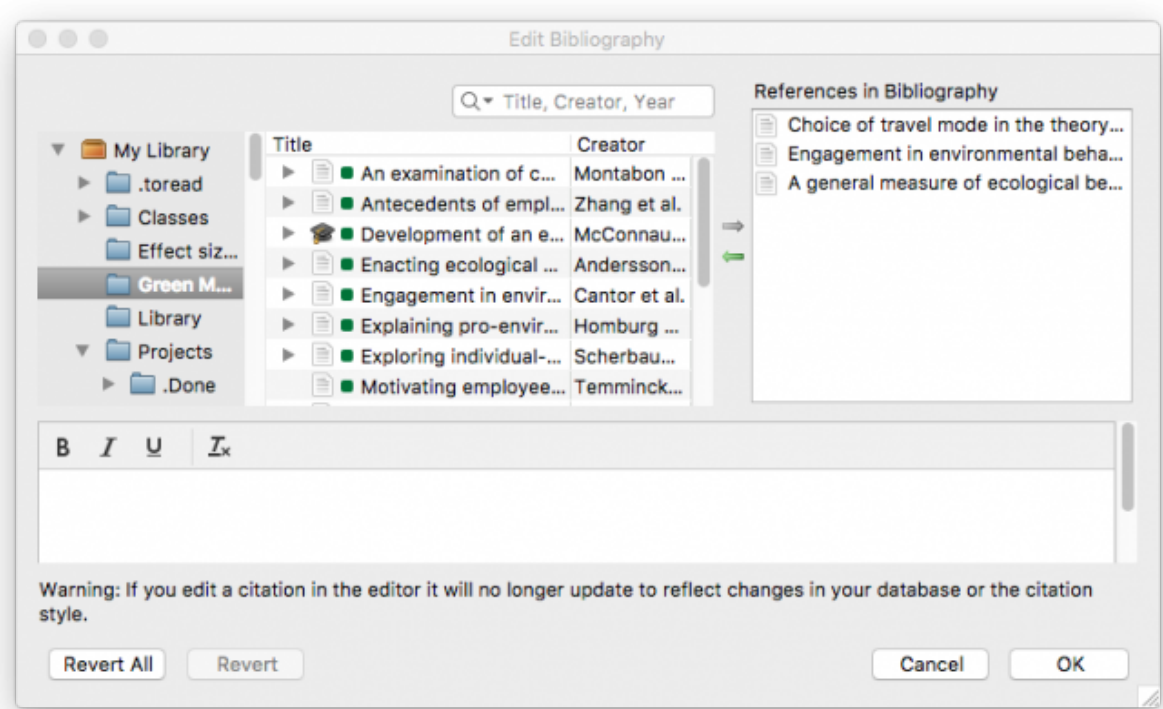 Edit Bibliography
Title, Creator, Year
My Library
.toread
Classes
Effect siz...
Green M...
Library
Projects
.Done
Title Creator
An examination of c... Montabon ...
Antecedents of empl... Zhang et al.
Development of an e... McConnau...
Enacting ecological ... Andersson...
Engagement in envir... Cantor et al.
Explaining pro-envir... Homburg ...
Exploring individual-... Scherbau...
Motivating employee... Temminck...
References in Bibliography
Choice of travel mode in the theory...
Engagement in environmental beha...
A general measure of ecological be...
B I U Tx
Warning: If you edit a citation in the editor it will no longer update to reflect changes in your database or the citation
style.
Revert All Revert Cancel OK